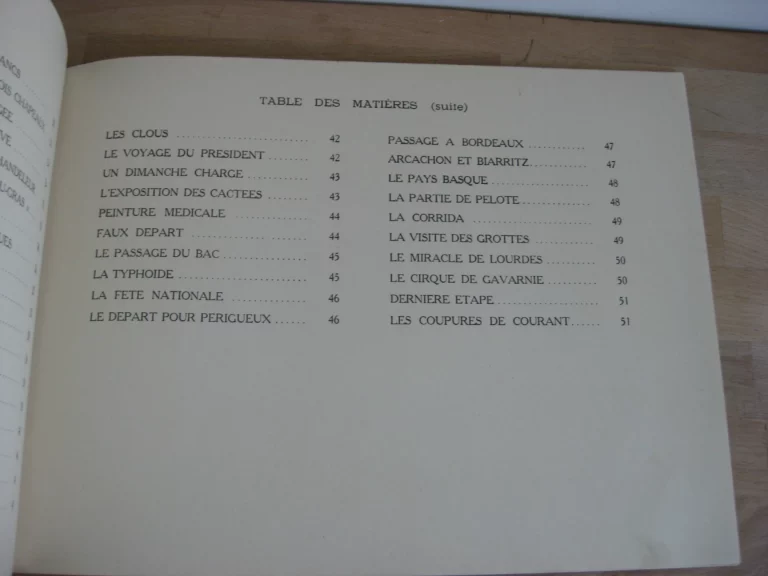 ANCS
OIS CHAPEAUX
TABLE DES MATIÈRES (suite)
LES CLOUS ........................ 42
LE VOYAGE DU PRESIDENT ......... 42
UN DIMANCHE CHARGE ............. 43
L'EXPOSITION DES CACTEES ........ 43
PEINTURE MEDICALE ................ 44
FAUX DEPART ...................... 44
LE PASSAGE DU BAC ................ 45
LA TYPHOIDE ...................... 45
LA FETE NATIONALE ............... 46
LE DEPART POUR PERIGUEUX ...... 46
PASSAGE A BORDEAUX ............ 47
ARCACHON ET BIARRITZ ............ 47
LE PAYS BASQUE ................... 48
LA PARTIE DE PELOTE .............. 48
LA CORRIDA ...................... 49
LA VISITE DES GROTTES ............ 49
LE MIRACLE DE LOURDES .......... 50
LE CIRQUE DE GAVARNIE .......... 50
DERNIERE ETAPE ................... 51
LES COUPURES DE COURANT ...... 51